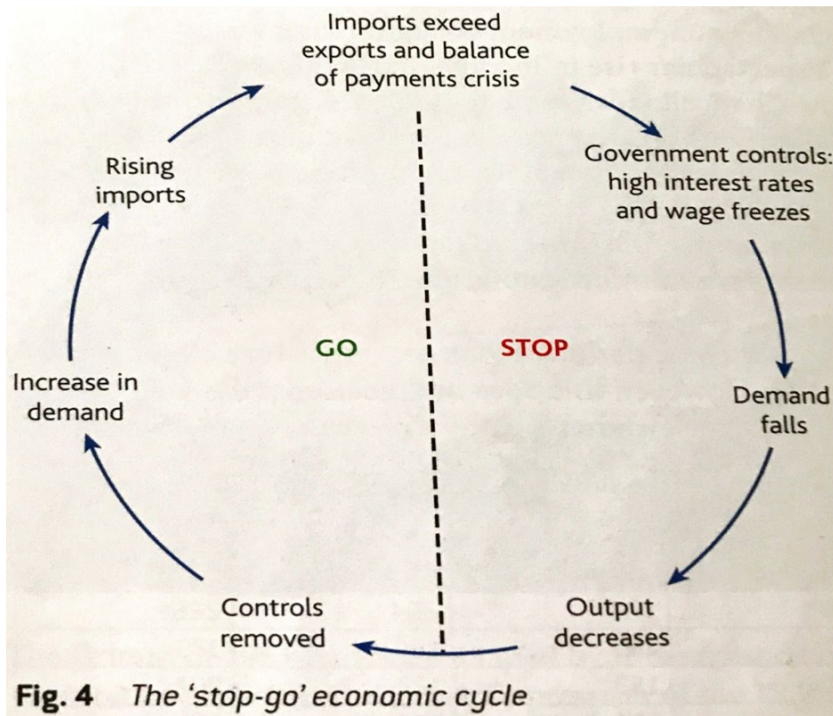 Imports exceed
exports and balance
of payments crisis
Government controls:
high interest rates
and wage freezes
Demand
falls
Output
decreases
Controls
removed
Increase in
demand
Rising
imports
GO
STOP
Fig. 4 The ‘stop-go’ economic cycle